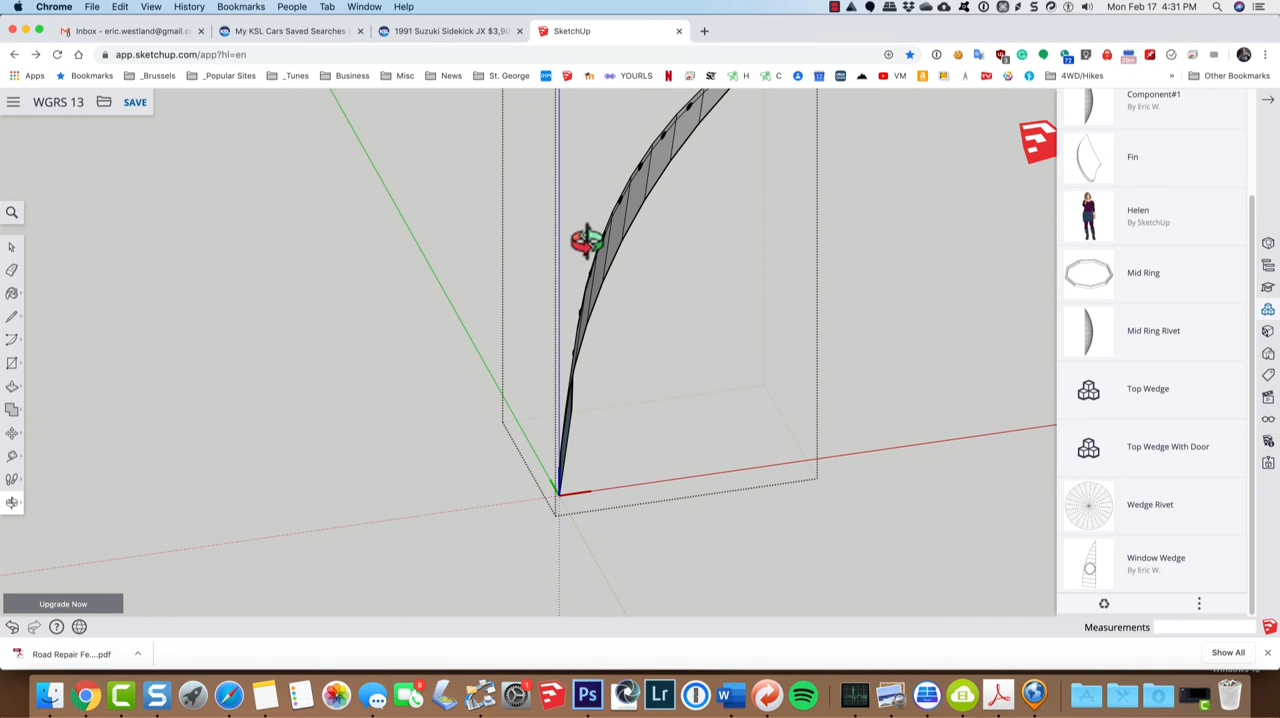 Chrome File Edit View History Bookmarks People Tab Window Help
Mon Feb 17 4:31 PM
Inbox - eric.westland@gmail.c
My KSL Cars Saved Searches |
1991 Suzuki Sidekick JX $3,90
SketchUp
app.sketchup.com/app?hl=en
Apps Bookmarks _Brussels _Popular Sites _Tunes Business Misc News St. George YOURLS H C VM 4WD/Hikes » Other Bookmarks
WGRS 13 SAVE
Component#1
By Eric W.
Fin
Helen
By SketchUp
Mid Ring
Mid Ring Rivet
Top Wedge
Top Wedge With Door
Wedge Rivet
Window Wedge
By Eric W.
Upgrade Now
Measurements
Road Repair Fe....pdf
Show All